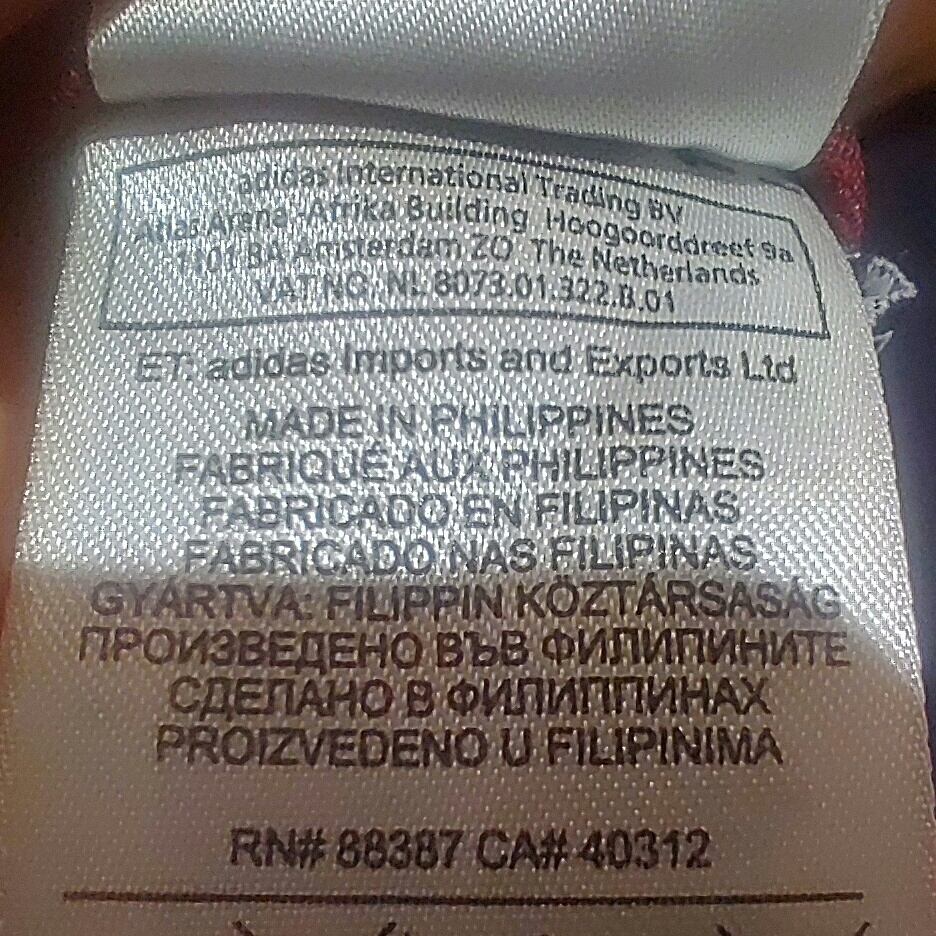 adidas International Trading BV
Atlas Arena -Afrika Building, Hoogoorddreef 9a
1101 BA Amsterdam ZO, The Netherlands
VAT NO. NL 8073.01.322.B.01
ET: adidas Imports and Exports Ltd
MADE IN PHILIPPINES
FABRIQUÉ AUX PHILIPPINES
FABRICADO EN FILIPINAS
FABRICADO NAS FILIPINAS
GYÁRTVA: FILIPPIN KÖZTÁRSASÁG
ПРОИЗВЕДЕНО ВЪВ ФИЛИПИНИТЕ
СДЕЛАНО В ФИЛИППИНАХ
PROIZVEDENO U FILIPINIMA
RN# 88387 CA# 40312